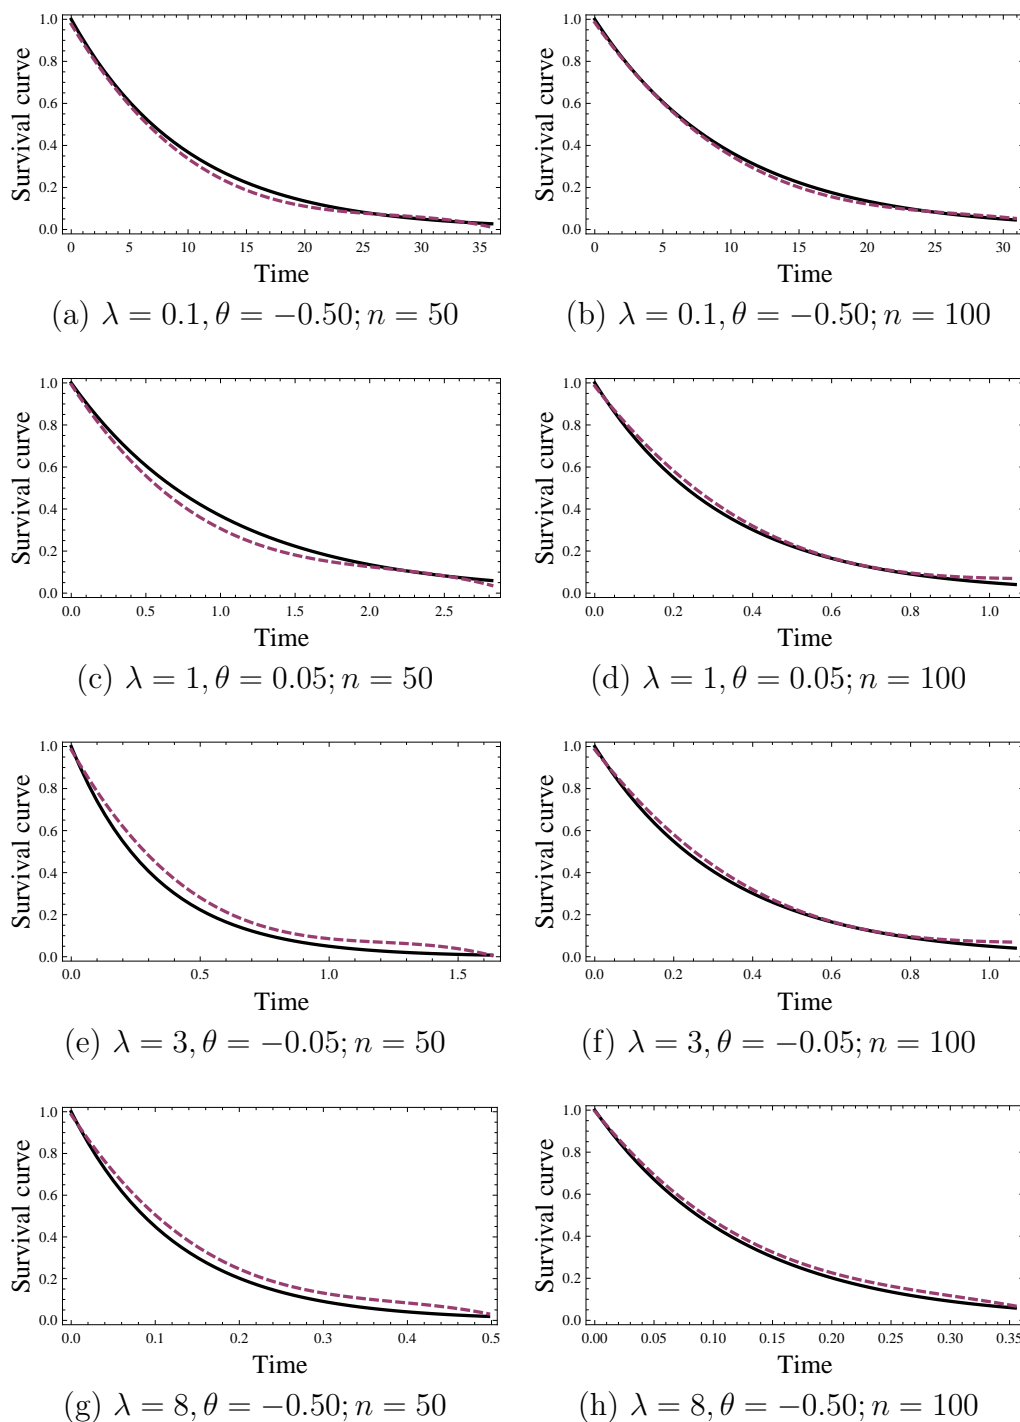 1.0
0.8
0.6
0.4
0.2
0.0
Survival curve
0 5 10 15 20 25 30 35
Time
(a) λ = 0.1, θ = −0.50; n = 50
1.0
0.8
0.6
0.4
0.2
0.0
Survival curve
0 5 10 15 20 25 30
Time
(b) λ = 0.1, θ = −0.50; n = 100
1.0
0.8
0.6
0.4
0.2
0.0
Survival curve
0.0 0.5 1.0 1.5 2.0 2.5
Time
(c) λ = 1, θ = 0.05; n = 50
1.0
0.8
0.6
0.4
0.2
0.0
Survival curve
0.0 0.2 0.4 0.6 0.8 1.0
Time
(d) λ = 1, θ = 0.05; n = 100
1.0
0.8
0.6
0.4
0.2
0.0
Survival curve
0.0 0.5 1.0 1.5
Time
(e) λ = 3, θ = −0.05; n = 50
1.0
0.8
0.6
0.4
0.2
0.0
Survival curve
0.0 0.2 0.4 0.6 0.8 1.0
Time
(f) λ = 3, θ = −0.05; n = 100
1.0
0.8
0.6
0.4
0.2
0.0
Survival curve
0.0 0.1 0.2 0.3 0.4 0.5
Time
(g) λ = 8, θ = −0.50; n = 50
1.0
0.8
0.6
0.4
0.2
0.0
Survival curve
0.00 0.05 0.10 0.15 0.20 0.25 0.30 0.35
Time
(h) λ = 8, θ = −0.50; n = 100